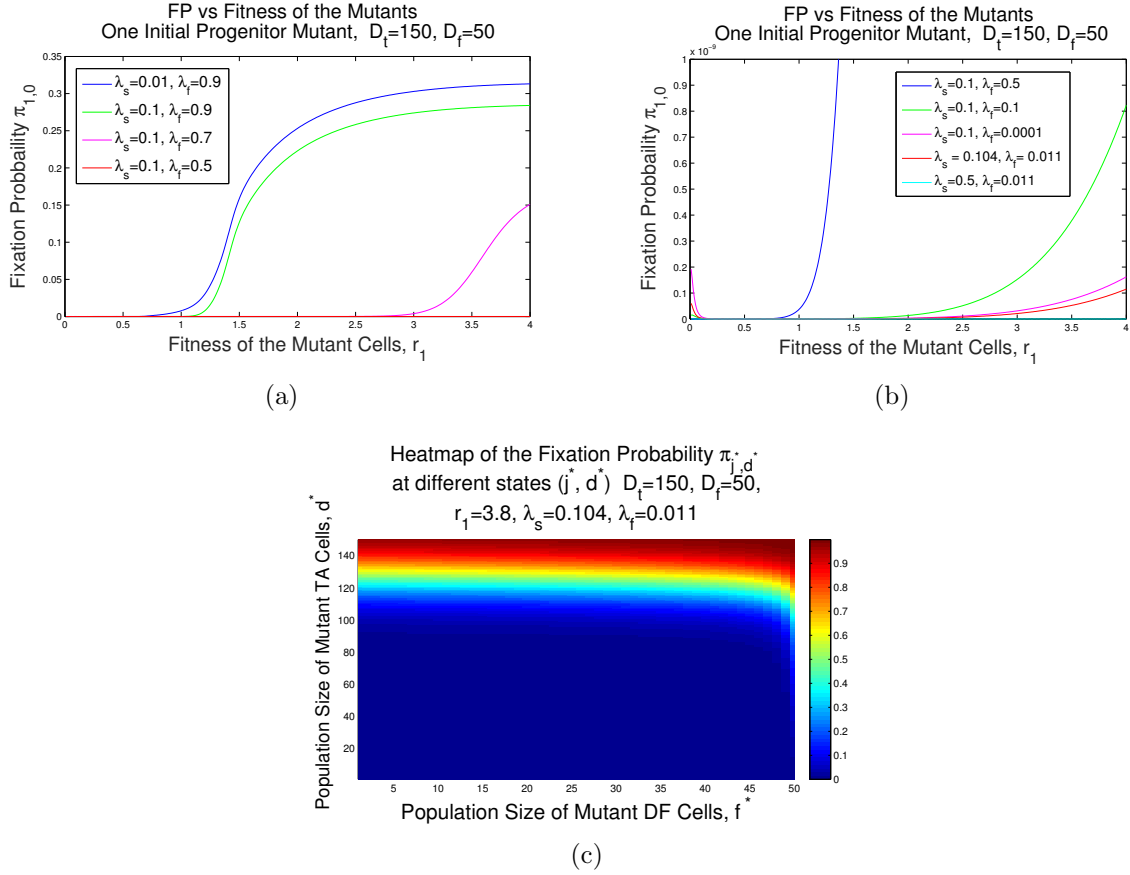 FP vs Fitness of the Mutants
One Initial Progenitor Mutant, D_t=150, D_f=50
Fixation Probbaility π_{1,0}
0.35
0.3
0.25
0.2
0.15
0.1
0.05
0
λ_s=0.01, λ_f=0.9
λ_s=0.1, λ_f=0.9
λ_s=0.1, λ_f=0.7
λ_s=0.1, λ_f=0.5
0 0.5 1 1.5 2 2.5 3 3.5 4
Fitness of the Mutant Cells, r_1
(a)
FP vs Fitness of the Mutants
One Initial Progenitor Mutant, D_t=150, D_f=50
x 10^{-9}
Fixation Probbaility π_{1,0}
1
0.9
0.8
0.7
0.6
0.5
0.4
0.3
0.2
0.1
0
λ_s=0.1, λ_f=0.5
λ_s=0.1, λ_f=0.1
λ_s=0.1, λ_f=0.0001
λ_s = 0.104, λ_f= 0.011
λ_s=0.5, λ_f=0.011
0 0.5 1 1.5 2 2.5 3 3.5 4
Fitness of the Mutant Cells, r_1
(b)
Heatmap of the Fixation Probability π_{j^*,d^*}
at different states (j^*, d^*) D_t=150, D_f=50,
r_1=3.8, λ_s=0.104, λ_f=0.011
Population Size of Mutant TA Cells, d^*
140
120
100
80
60
40
20
5 10 15 20 25 30 35 40 45 50
Population Size of Mutant DF Cells, f^*
0.9
0.8
0.7
0.6
0.5
0.4
0.3
0.2
0.1
0
(c)